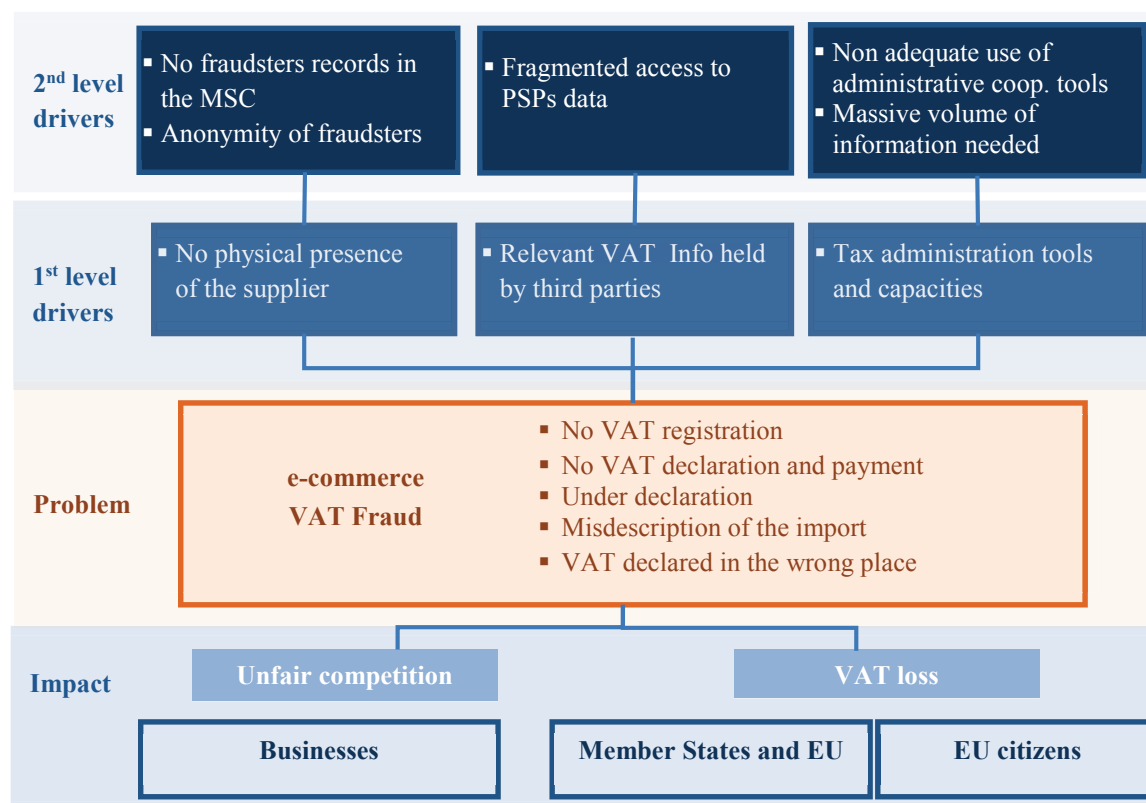 2nd level
drivers
▪ No fraudsters records in
the MSC
▪ Anonymity of fraudsters
▪ Fragmented access to
PSPs data
▪ Non adequate use of
administrative coop. tools
▪ Massive volume of
information needed
1st level
drivers
▪ No physical presence
of the supplier
▪ Relevant VAT Info held
by third parties
▪ Tax administration tools
and capacities
Problem
e-commerce
VAT Fraud
▪ No VAT registration
▪ No VAT declaration and payment
▪ Under declaration
▪ Misdescription of the import
▪ VAT declared in the wrong place
Impact
Unfair competition
VAT loss
Businesses
Member States and EU
EU citizens